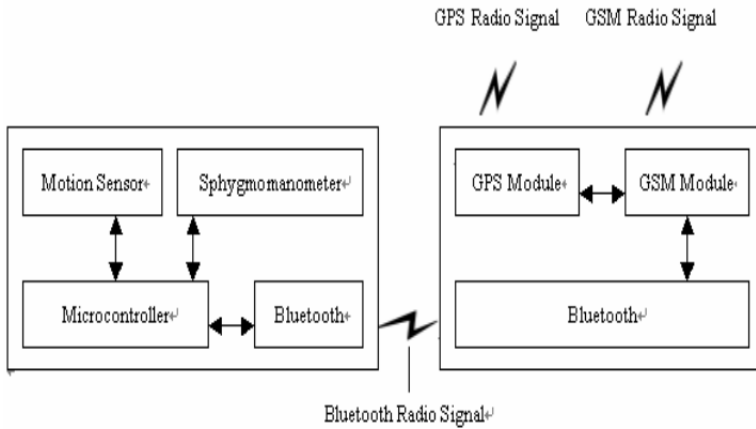 GPS Radio Signal
GSM Radio Signal
Motion Sensor
Sphygmomanometer
GPS Module
GSM Module
Microcontroller
Bluetooth
Bluetooth
Bluetooth Radio Signal